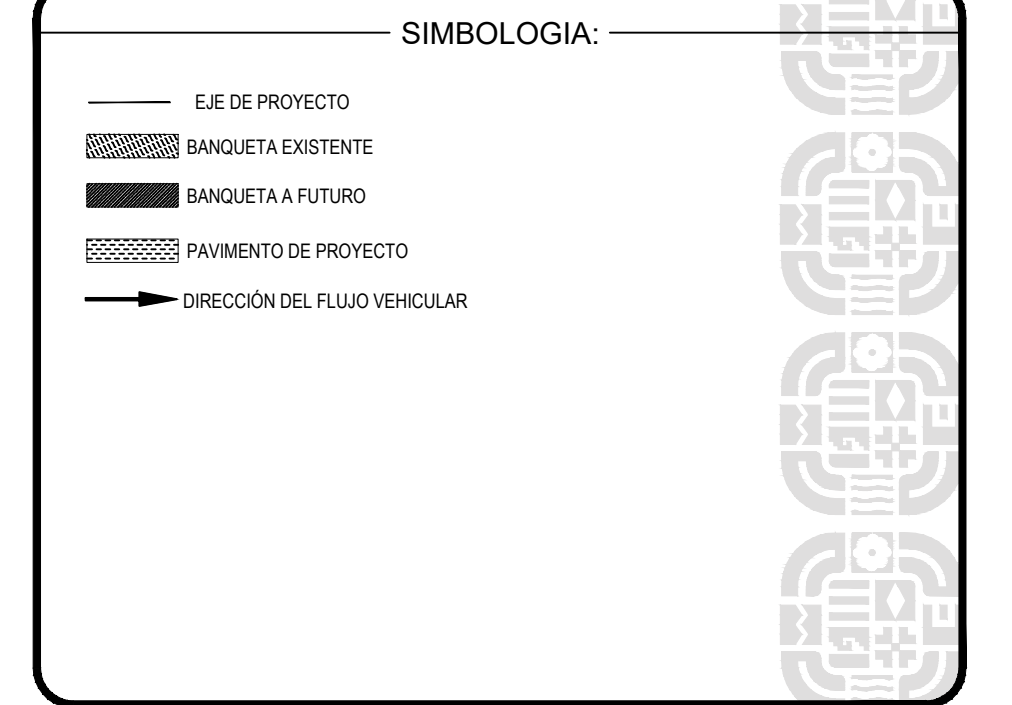 SIMBOLOGIA:
EJE DE PROYECTO
BANQUETA EXISTENTE
BANQUETA A FUTURO
PAVIMENTO DE PROYECTO
DIRECCIÓN DEL FLUJO VEHICULAR